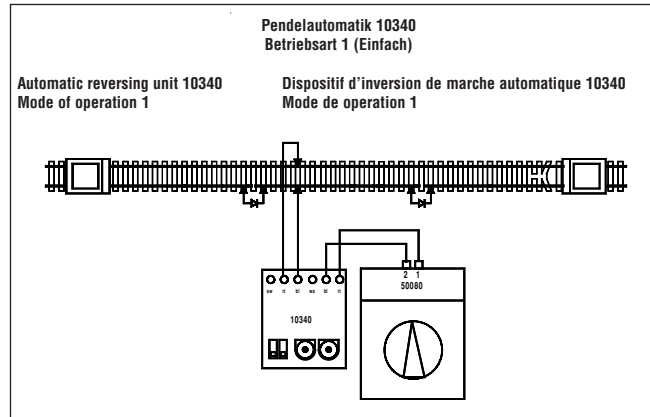 Pendelautomatik 10340
Betriebsart 1 (Einfach)
Automatic reversing unit 10340
Mode of operation 1
Dispositif d'inversion de marche automatique 10340
Mode de operation 1
2 1
50080
sw rt bl ws bl rt
10340